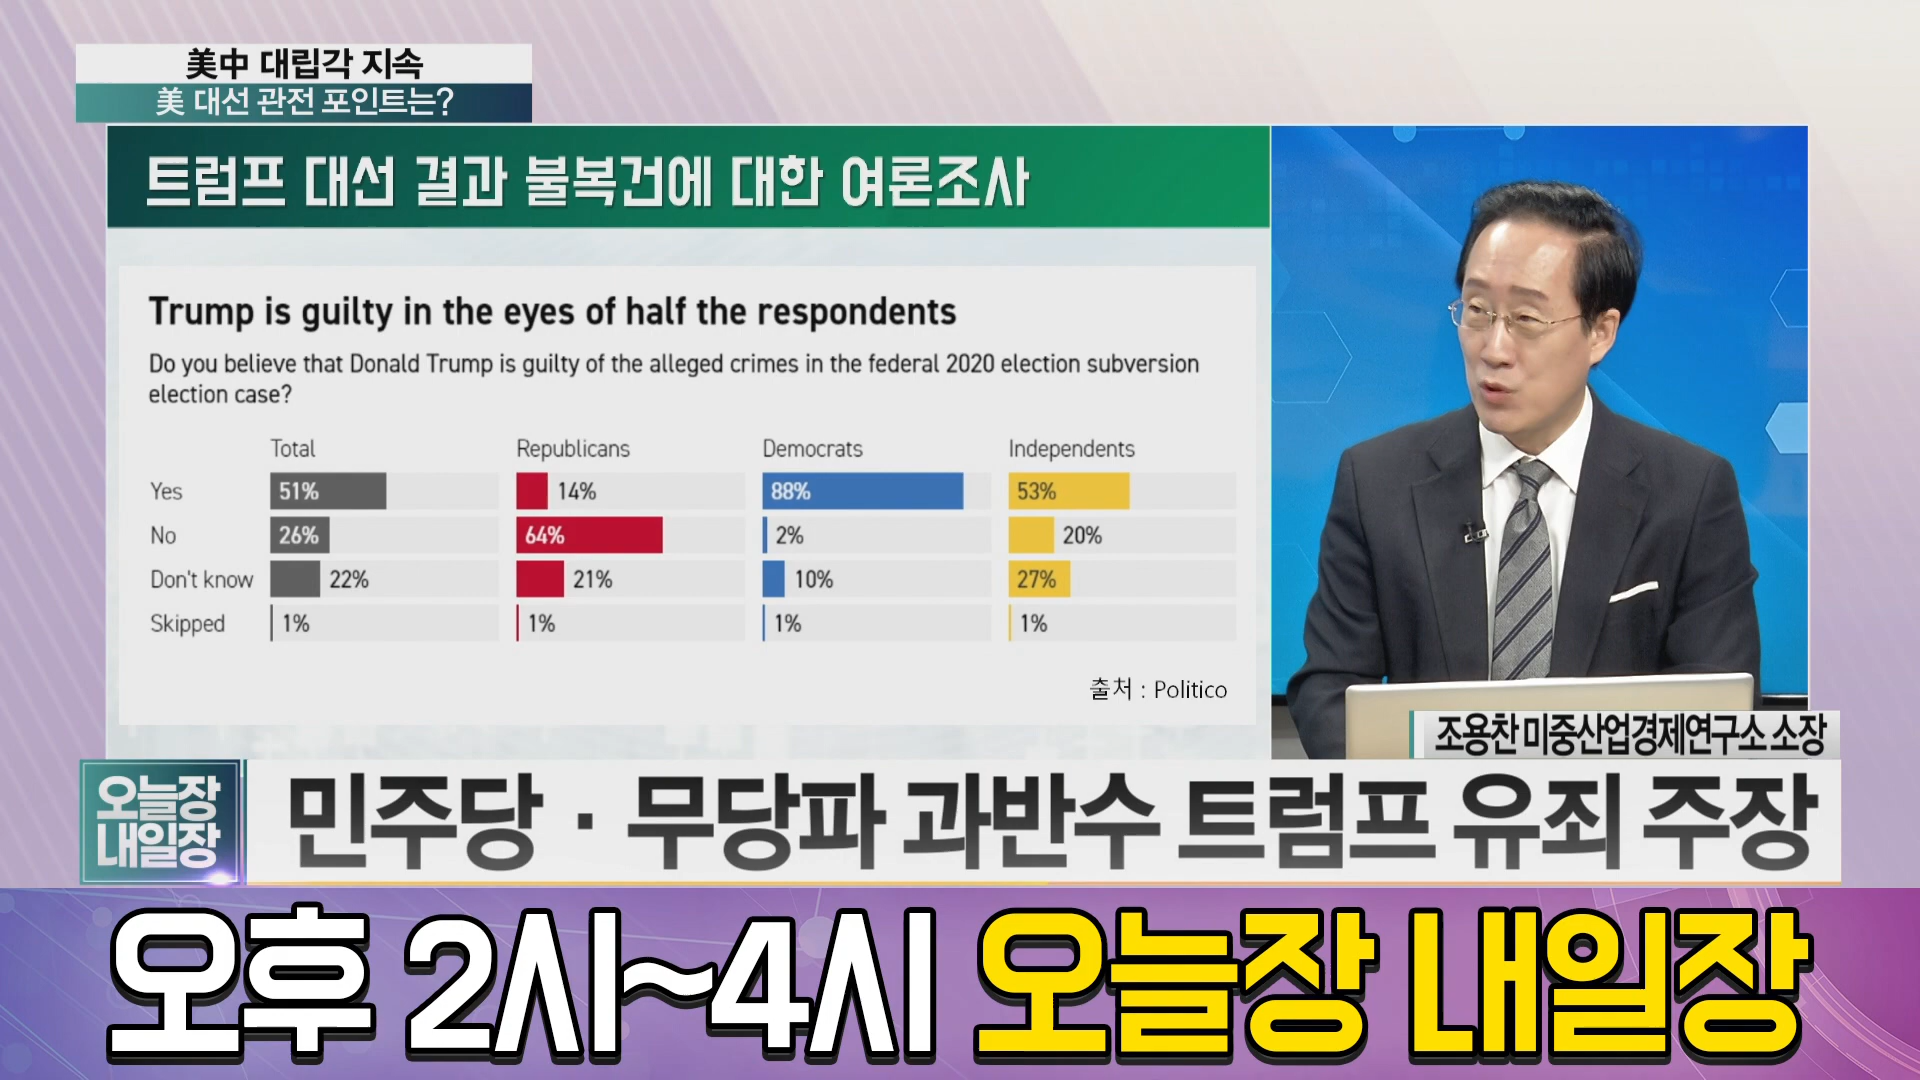 美中 대립각 지속
美 대선 관전 포인트는?
트럼프 대선 결과 불복건에 대한 여론조사
Trump is guilty in the eyes of half the respondents
Do you believe that Donald Trump is guilty of the alleged crimes in the federal 2020 election subversion
election case?
Total Republicans Democrats Independents
Yes 51% 14% 88% 53%
No 26% 64% 2% 20%
Don't know 22% 21% 10% 27%
Skipped 1% 1% 1% 1%
출처 : Politico
조용찬 미중산업경제연구소 소장
오늘장
내일장
민주당 · 무당파 과반수 트럼프 유죄 주장
오후 2시~4시 오늘장 내일장